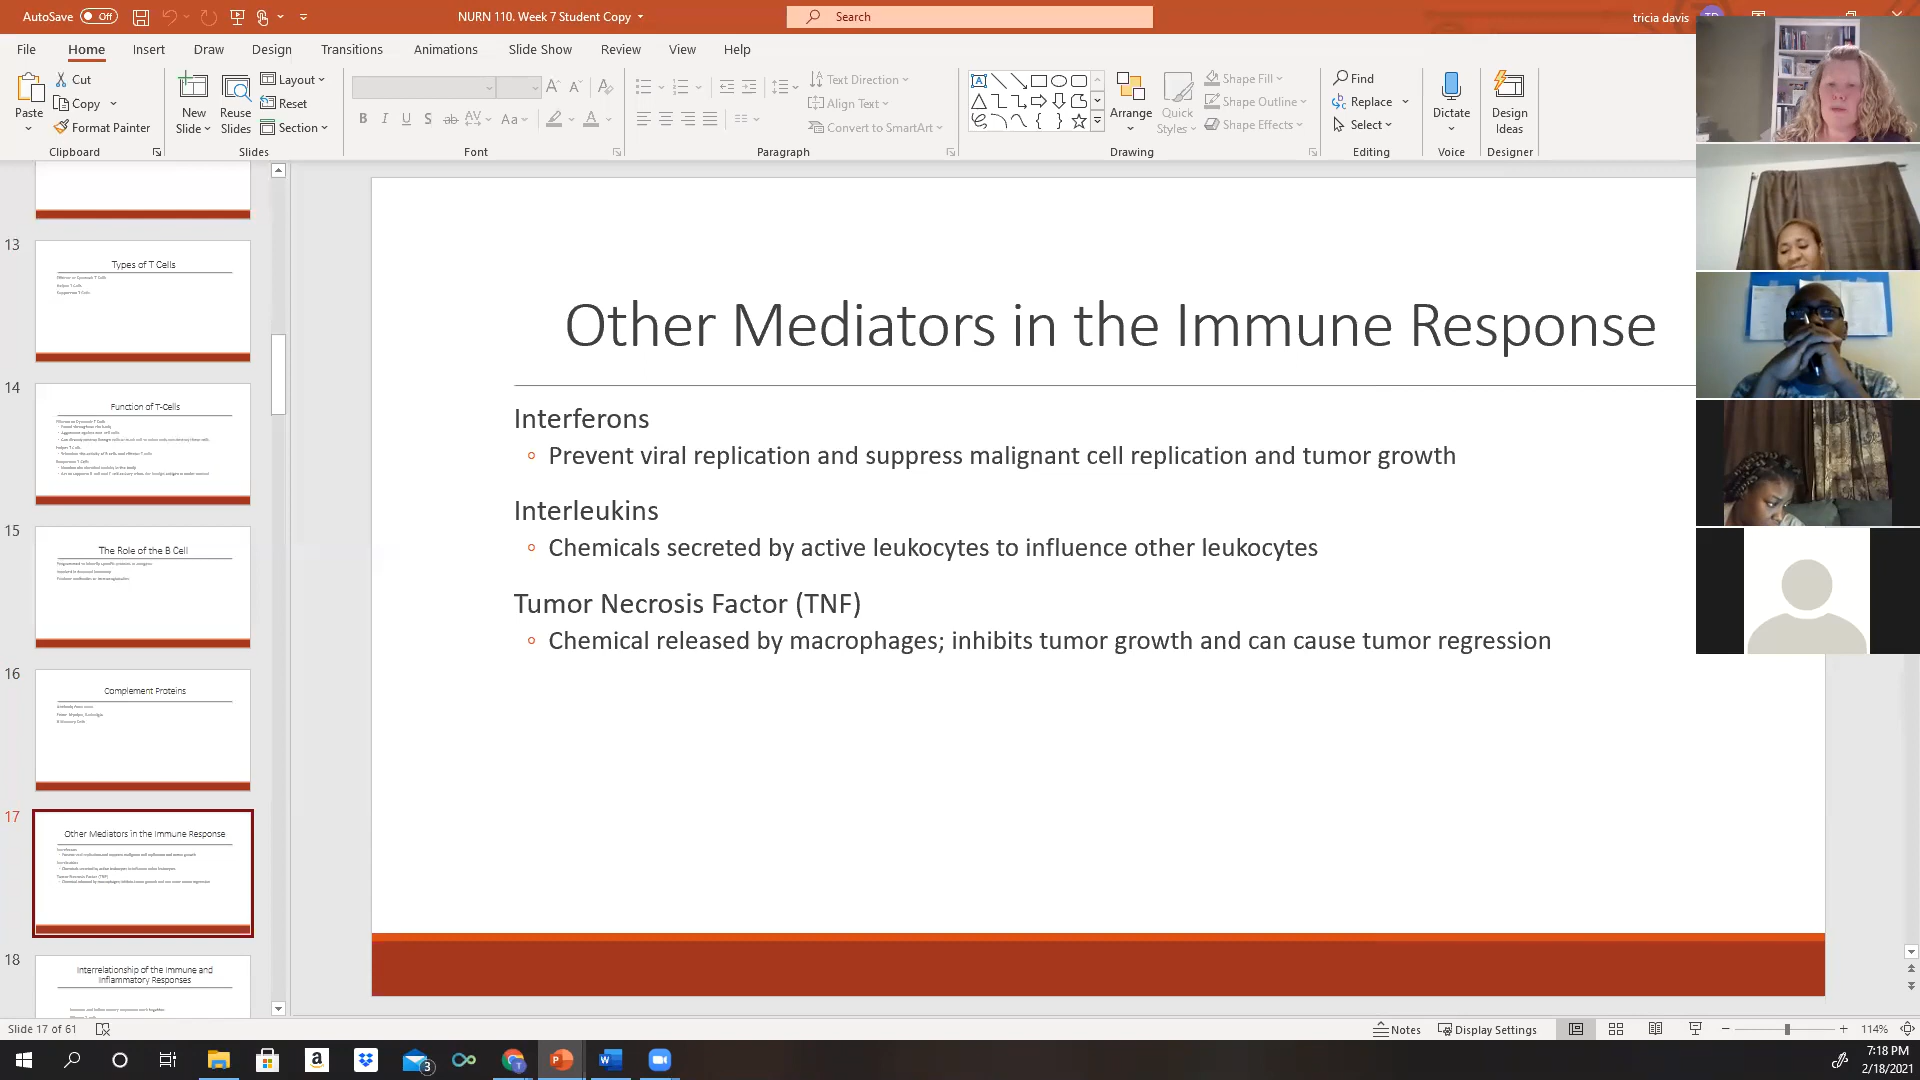 AutoSave Off
NURN 110. Week 7 Student Copy
Search
tricia davis
File Home Insert Draw Design Transitions Animations Slide Show Review View Help
Paste
Cut
Copy
Format Painter
Clipboard
New Slide
Reuse Slides
Layout
Reset
Section
Slides
Font
Text Direction
Align Text
Convert to SmartArt
Paragraph
Arrange
Quick Styles
Shape Fill
Shape Outline
Shape Effects
Drawing
Find
Replace
Select
Editing
Dictate
Voice
Design Ideas
Designer
13
Types of T Cells
14
Function of T-Cells
15
The Role of the B Cell
16
Complement Proteins
17
Other Mediators in the Immune Response
18
Interrelationship of the Immune and
Inflammatory Responses
Other Mediators in the Immune Response
Interferons
Prevent viral replication and suppress malignant cell replication and tumor growth
Interleukins
Chemicals secreted by active leukocytes to influence other leukocytes
Tumor Necrosis Factor (TNF)
Chemical released by macrophages; inhibits tumor growth and can cause tumor regression
Slide 17 of 61
Notes
Display Settings
114%
7:18 PM
2/18/2021